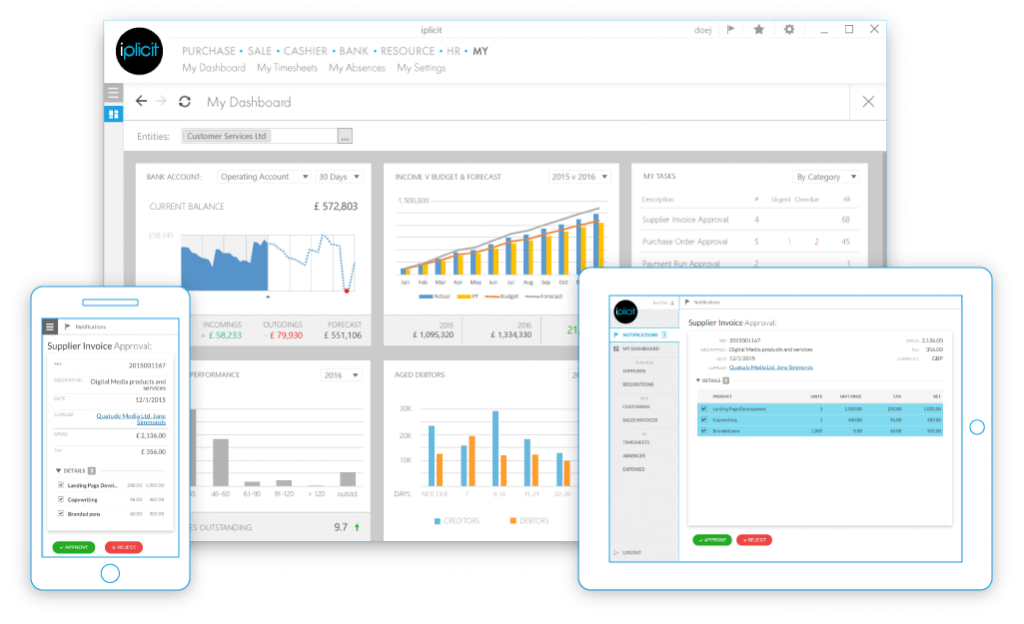 iplicit
doej
iplicit
PURCHASE • SALE • CASHIER • BANK • RESOURCE • HR • MY
My Dashboard My Timesheets My Absences My Settings
My Dashboard
Entities: Customer Services Ltd ...
BANK ACCOUNT: Operating Account 30 Days
CURRENT BALANCE £ 572,803
£58,345
INCOMINGS OUTGOINGS FORECAST
+ £ 58,233 - £ 79,930 £ 551,106
INCOME V BUDGET & FORECAST 2015 v 2016
1,500,000
Jan Feb Mar Apr May Jun Jul Aug Sep Oct
Actual PY Budget Forecast
2015 2016
£ 1,095,320 £ 1,334,330 21
MY TASKS By Category
Description # Urgent Overdue All
Supplier Invoice Approval 4 68
Purchase Order Approval 5 1 2 45
Payment Run Approval 2 1
PERFORMANCE 2016
46-60 61-90 91-120 > 120 outstd.
ES OUTSTANDING: 9.7
AGED DEBTORS
30K
20K
10K
DAYS: NOT DUE 7 8-14 15-21 22-28
CREDITORS DEBTORS
Notifications
Supplier Invoice Approval:
REF 2015001167
DESCRIPTION Digital Media products and
services
DATE 12/1/2015
SUPPLIER Quatude Media Ltd, Jane
Simmonds
GROSS £ 2,136.00
TAX £ 356.00
DETAILS 3
Landing Page Devel... 200.00 1,000.00
Copywriting 96.00 480.00
Branded pens 60.00 300.00
APPROVE REJECT
iplicit
Notifications
NOTIFICATIONS
MY DASHBOARD
SUPPLIERS
REQUISITIONS
CUSTOMERS
SALES INVOICES
HR
TIMESHEETS
ABSENCES
EXPENSES
LOGOUT
Supplier Invoice Approval:
REF 2015001167
DESCRIPTION Digital Media products and services
DATE 12/1/2015
SUPPLIER Quatude Media Ltd, Jane Simmonds
GROSS 2,136.00
TAX 356.00
CURRENCY GBP
DETAILS 3
PRODUCT UNITS UNIT PRICE TAX NET
Landing Page Development 1 1,000.00 200.00 1,000.00
Copywriting 1 480.00 96.00 480.00
Branded pens 1,000 0.30 60.00 300.00
APPROVE REJECT